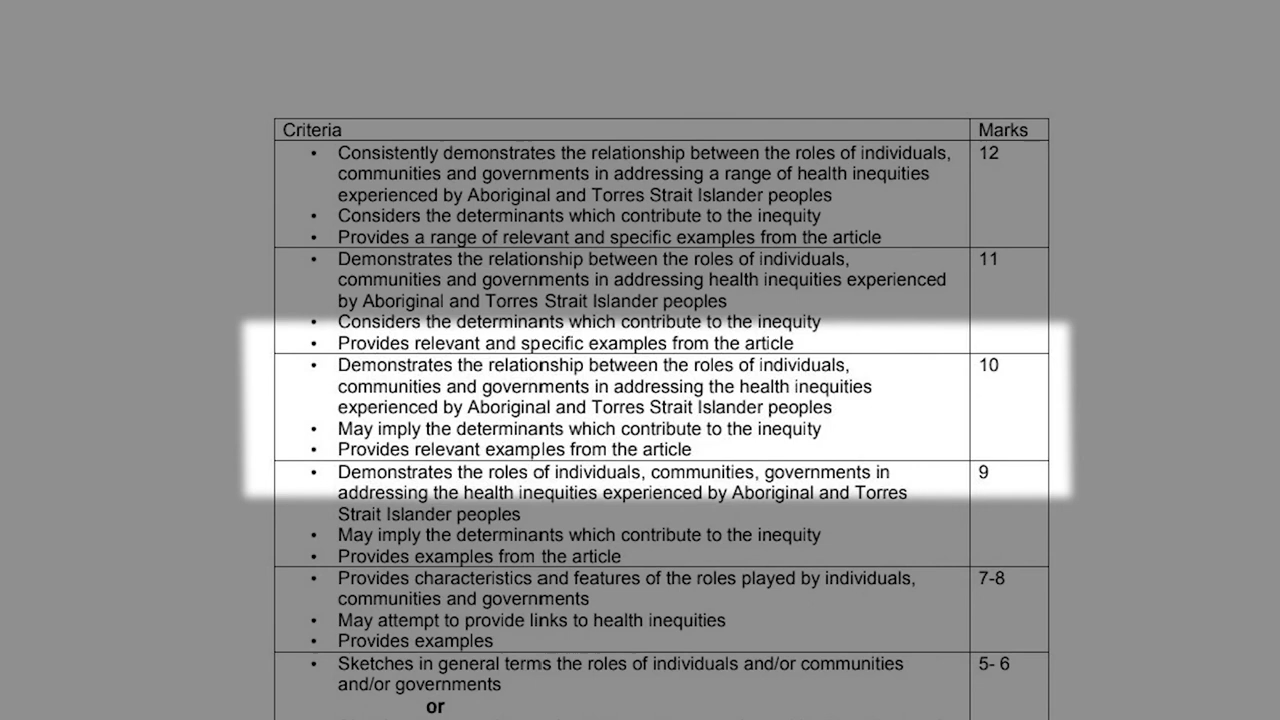 Criteria Marks
• Consistently demonstrates the relationship between the roles of individuals, 12
communities and governments in addressing a range of health inequities
experienced by Aboriginal and Torres Strait Islander peoples
• Considers the determinants which contribute to the inequity
• Provides a range of relevant and specific examples from the article
• Demonstrates the relationship between the roles of individuals, 11
communities and governments in addressing health inequities experienced
by Aboriginal and Torres Strait Islander peoples
• Considers the determinants which contribute to the inequity
• Provides relevant and specific examples from the article
• Demonstrates the relationship between the roles of individuals, 10
communities and governments in addressing the health inequities
experienced by Aboriginal and Torres Strait Islander peoples
• May imply the determinants which contribute to the inequity
• Provides relevant examples from the article
• Demonstrates the roles of individuals, communities, governments in 9
addressing the health inequities experienced by Aboriginal and Torres
Strait Islander peoples
• May imply the determinants which contribute to the inequity
• Provides examples from the article
• Provides characteristics and features of the roles played by individuals, 7-8
communities and governments
• May attempt to provide links to health inequities
• Provides examples
• Sketches in general terms the roles of individuals and/or communities 5- 6
and/or governments
or